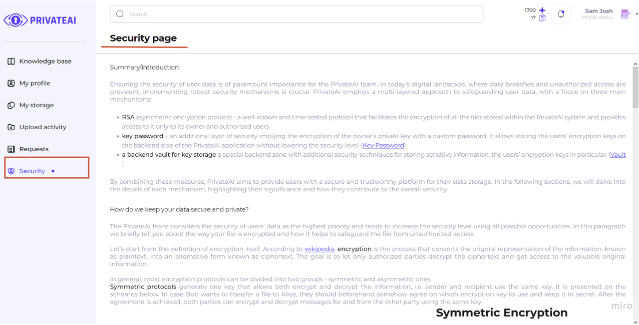 PRIVATEAI
Search
1700
17
Sam Josh
Profile menu
Security page
Knowledge base
My profile
My storage
Upload activity
Requests
Security
Summary/introduction
Ensuring the security of user data is of paramount importance for the PrivateAI team. In today's digital landscape, where data breaches and unauthorized access are
prevalent, implementing robust security mechanisms is crucial. PrivateAI employs a multi-layered approach to safeguarding user data, with a focus on three main
mechanisms:
RSA asymmetric encryption protocol - a well-known and time-tested protocol that facilitates the encryption of all the files stored within the PrivateAI system and provides
access to it only to its owner and authorized users.
key password - an additional layer of security implying the encryption of the owner's private key with a custom password. It allows storing the users' encryption keys on
the backend side of the PrivateAI application without lowering the security level. (Key Password)
a backend vault for key storage a special backend zone with additional security techniques for storing sensitive information, the users' encryption keys in particular. (Vault
)
By combining these measures, PrivateAI aims to provide users with a secure and trustworthy platform for their data storage. In the following sections, we will delve into
the details of each mechanism, highlighting their significance and how they contribute to the overall security.
How do we keep your data secure and private?
The PrivateAI team considers the security of users' data as the highest priority and tends to increase the security level using all possible opportunities. In this paragraph
we briefly tell you about the way your file is encrypted and how it helps to safeguard the file from unauthorized access.
Let's start from the definition of encryption itself. According to wikipedia, encryption is the process that converts the original representation of the information, known
as plaintext, into an alternative form known as ciphertext. The goal is to let only authorized parties decrypt the ciphertext and get access to the valuable original
information.
In general, most encryption protocols can be divided into two groups - symmetric and asymmetric ones.
Symmetric protocols generate one key that allows both encrypt and decrypt the information, i.e. sender and recipient use the same key. It is presented on the
schemes below. In case Bob wants to transfer a file to Alice, they should beforehand somehow agree on which encryption key to use and keep it in secret. After the
agreement is achieved, both parties can encrypt and decrypt messages for and from the other party using the same key.
miro
Symmetric Encryption